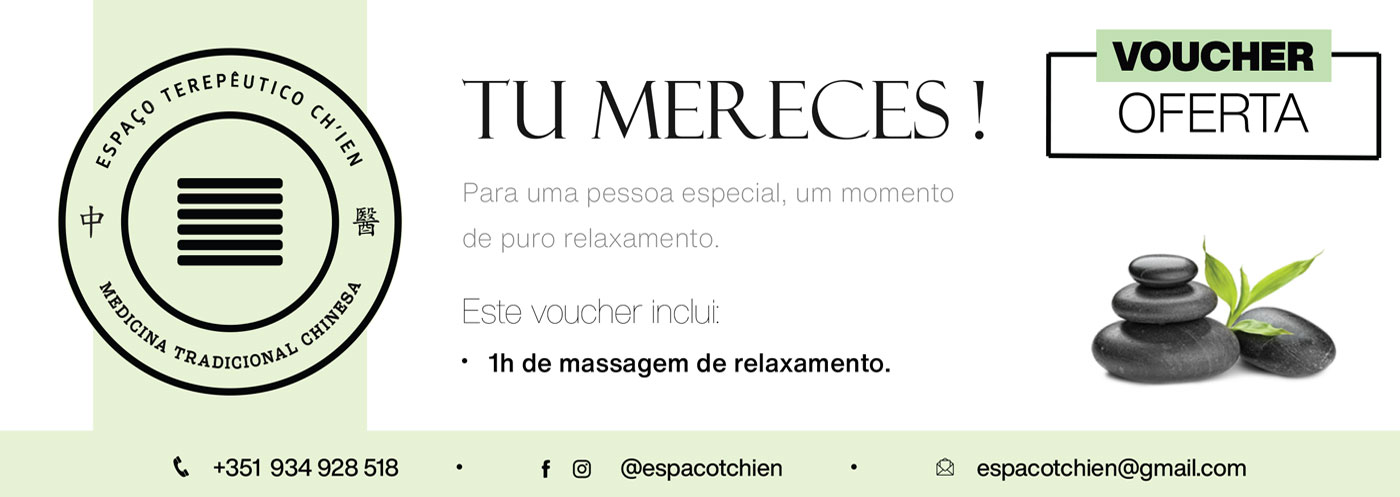 ESPAÇO TEREPÊUTICO CH'IEN
中 醫
MEDICINA TRADICIONAL CHINESA
TU MERECES !
Para uma pessoa especial, um momento
de puro relaxamento.
Este voucher inclui:
• 1h de massagem de relaxamento.
VOUCHER
OFERTA
+351 934 928 518 • @espacotchien • espacotchien@gmail.com